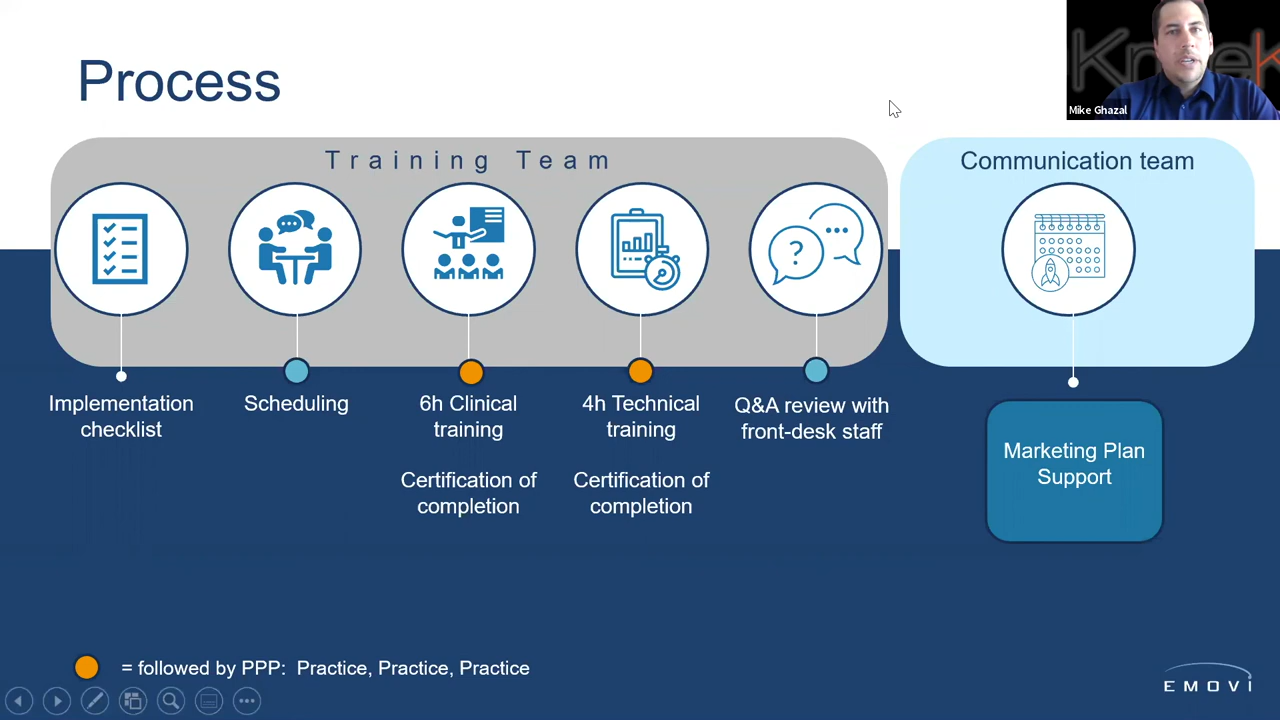 Process
Mike Ghazal
Training Team
Communication team
?
Implementation
checklist
Scheduling
6h Clinical
training
Certification of
completion
4h Technical
training
Certification of
completion
Q&A review with
front-desk staff
Marketing Plan
Support
= followed by PPP: Practice, Practice, Practice
EMOVI